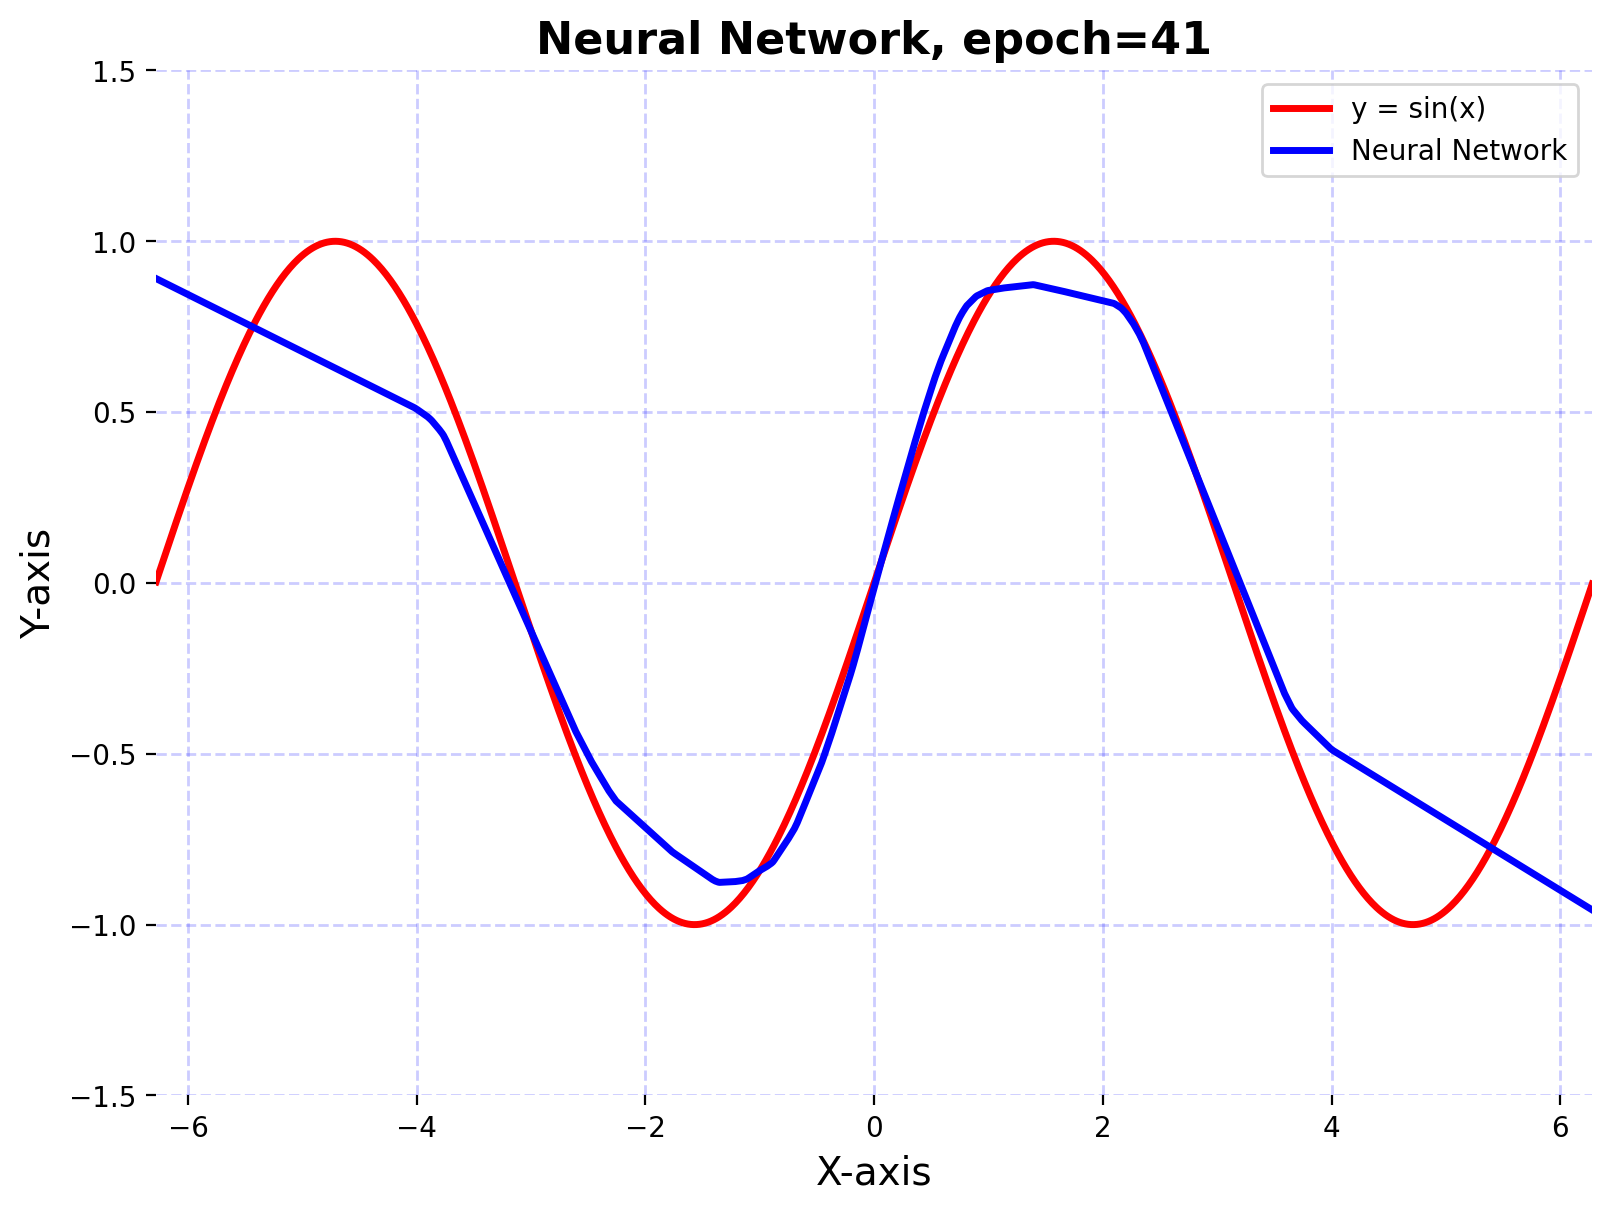 Neural Network, epoch=41
y = sin(x)
Neural Network
1.5
1.0
0.5
0.0
−0.5
−1.0
−1.5
Y-axis
−6 −4 −2 0 2 4 6
X-axis